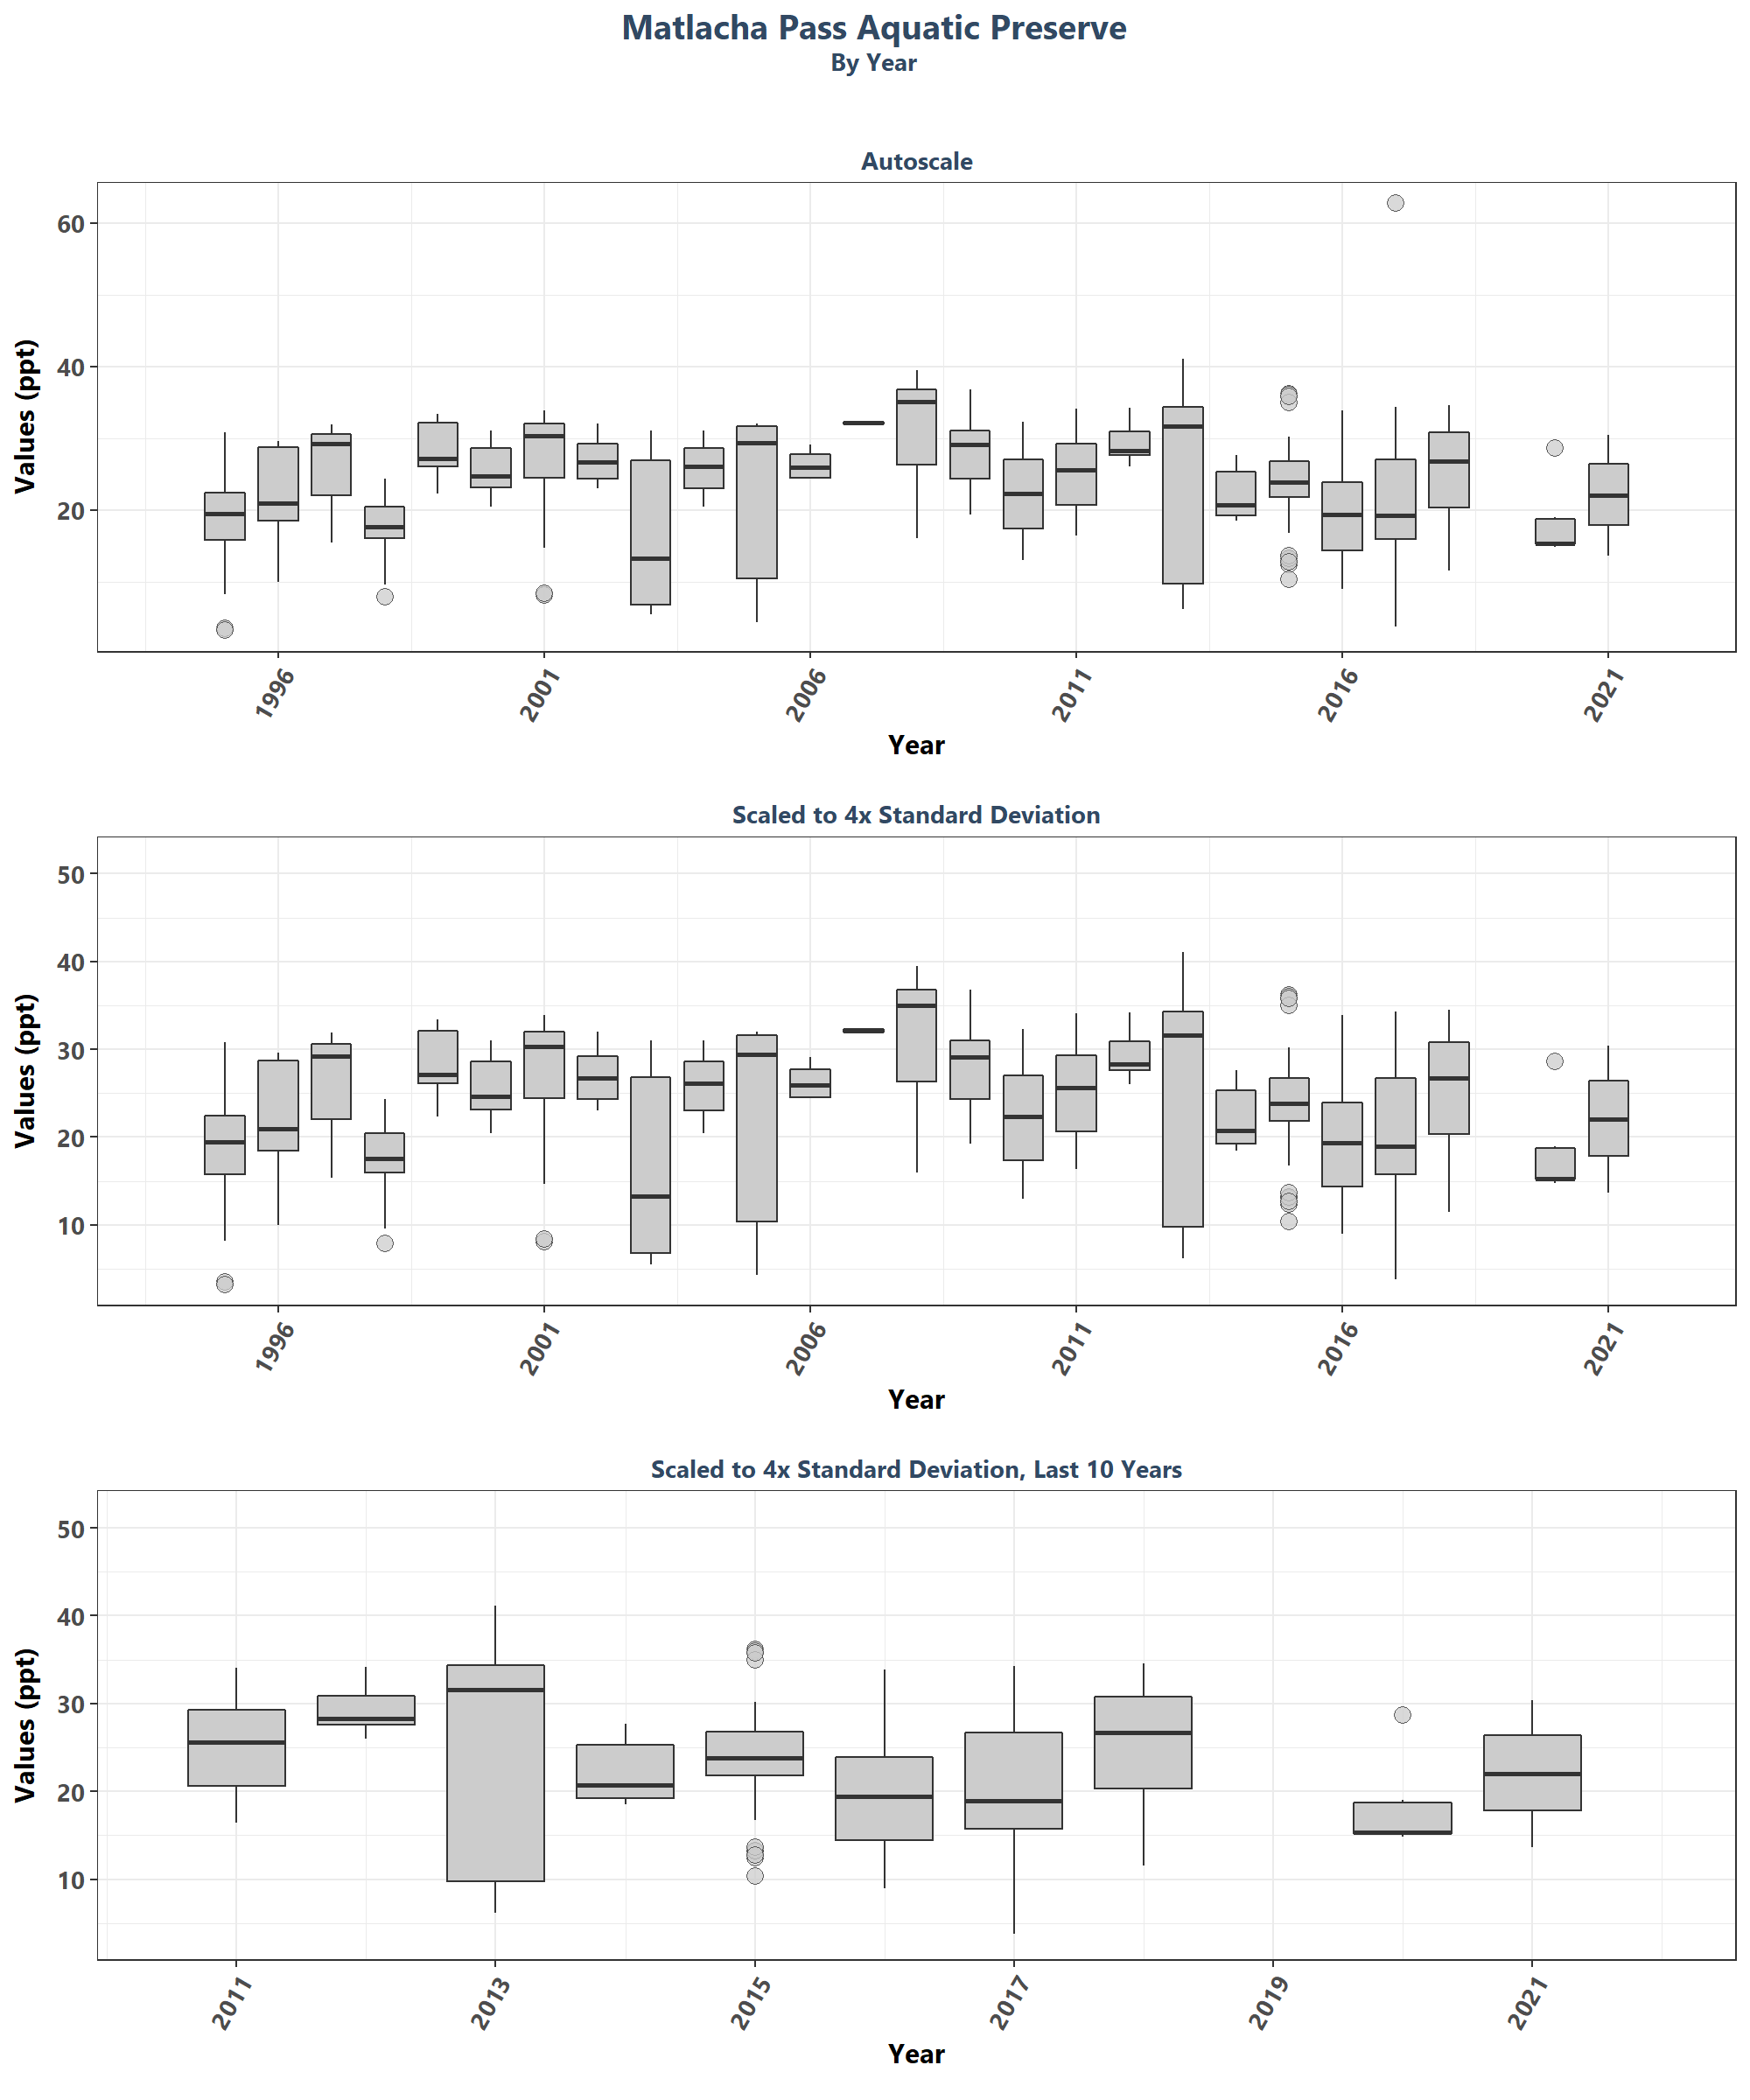 Matlacha Pass Aquatic Preserve
By Year
Autoscale
Values (ppt)
60
40
20
1996
2001
2006
2011
2016
2021
Year
Scaled to 4x Standard Deviation
Values (ppt)
50
40
30
20
10
1996
2001
2006
2011
2016
2021
Year
Scaled to 4x Standard Deviation, Last 10 Years
Values (ppt)
50
40
30
20
10
2011
2013
2015
2017
2019
2021
Year